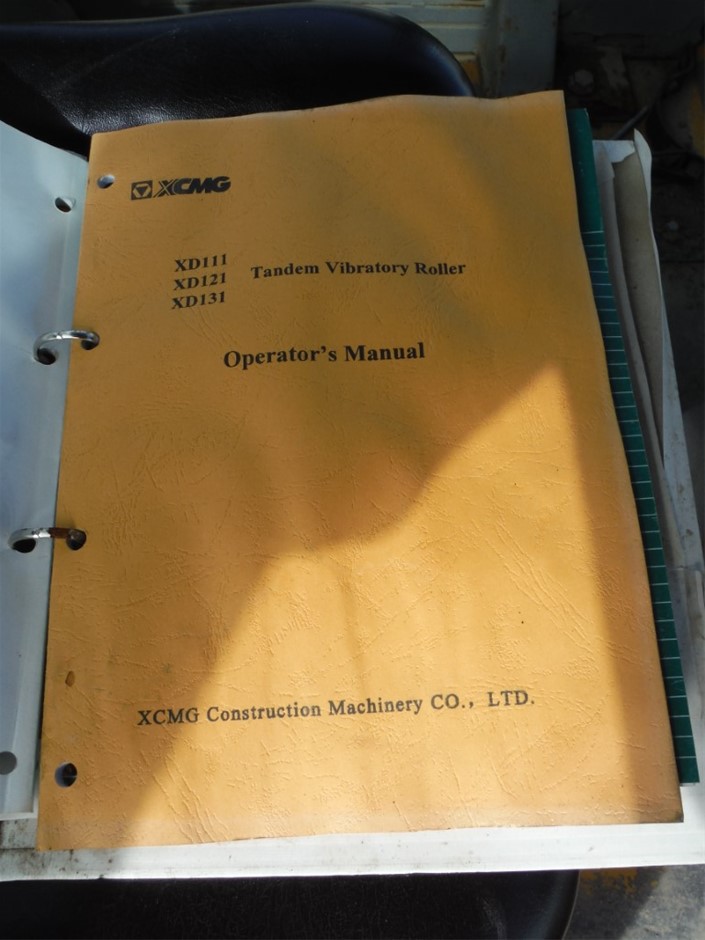 XCMG
XD111
XD121 Tandem Vibratory Roller
XD131
Operator's Manual
XCMG Construction Machinery CO., LTD.